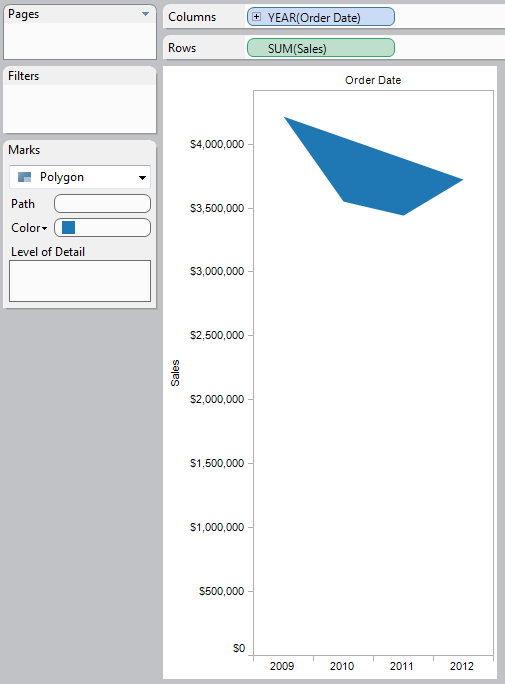 Pages
Columns
YEAR(Order Date)
Rows
SUM(Sales)
Filters
Marks
Polygon
Path
Color
Level of Detail
Order Date
Sales
$4,000,000
$3,500,000
$3,000,000
$2,500,000
$2,000,000
$1,500,000
$1,000,000
$500,000
$0
2009 2010 2011 2012